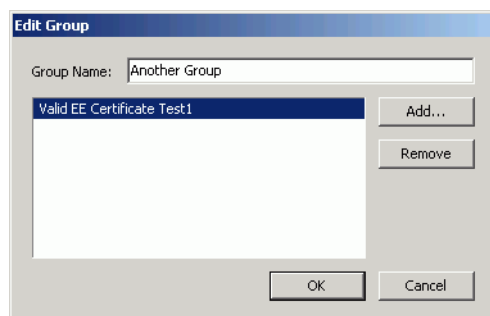 Edit Group
Group Name: Another Group
Valid EE Certificate Test1
Add...
Remove
OK
Cancel